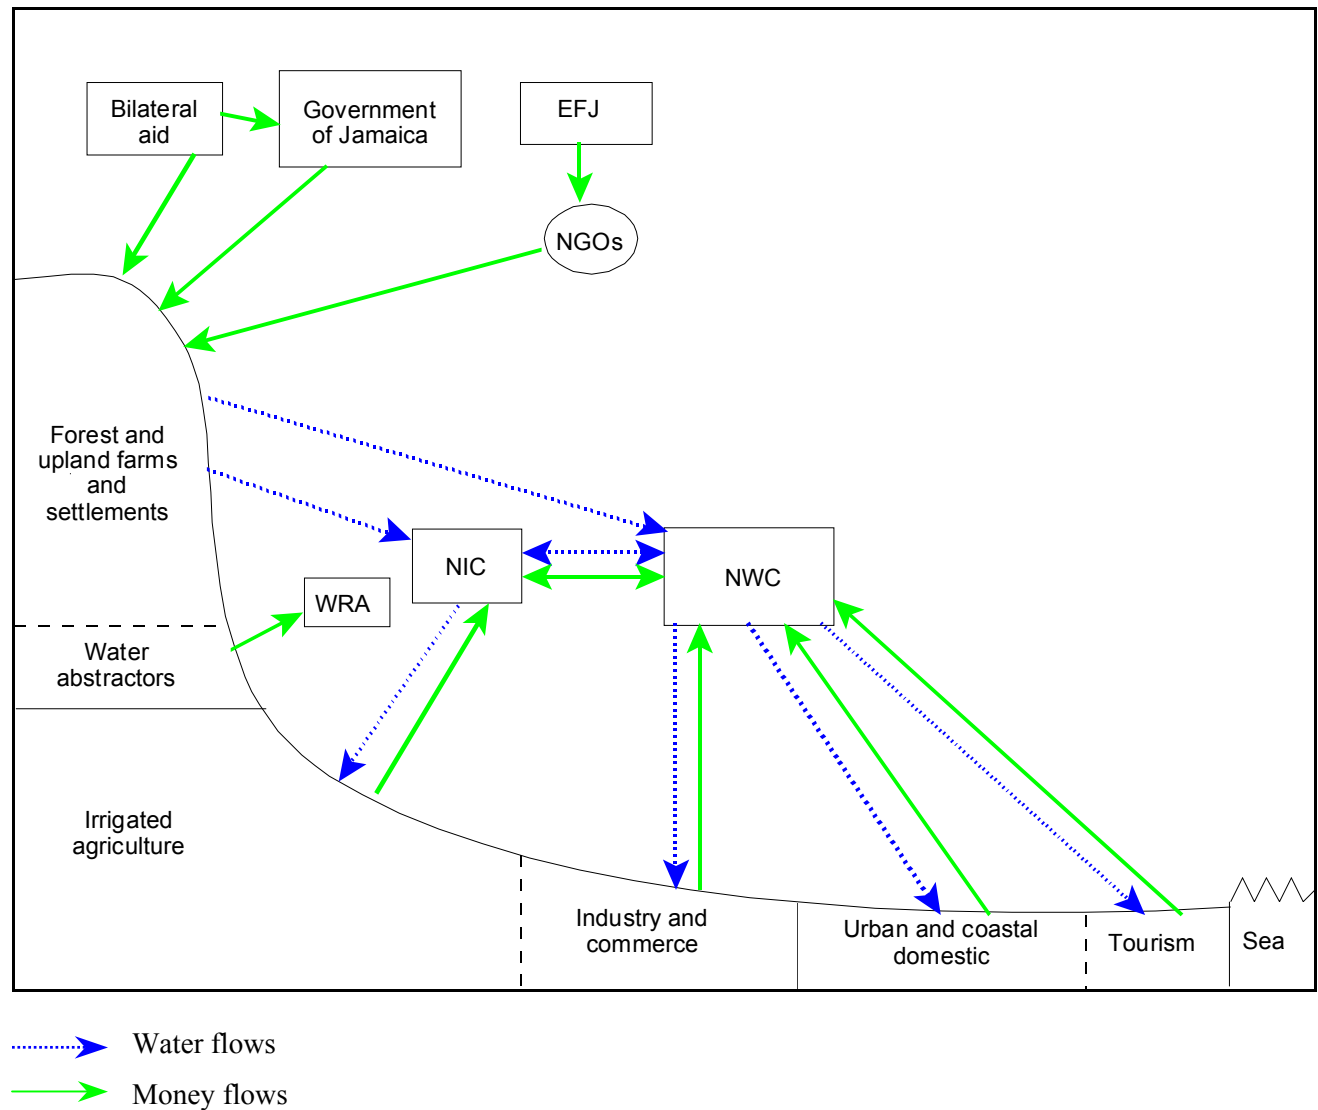 Bilateral
aid
Government
of Jamaica
EFJ
NGOs
Forest and
upland farms
and
settlements
NIC
NWC
WRA
Water
abstractors
Irrigated
agriculture
Industry and
commerce
Urban and coastal
domestic
Tourism
Sea
Water flows
Money flows